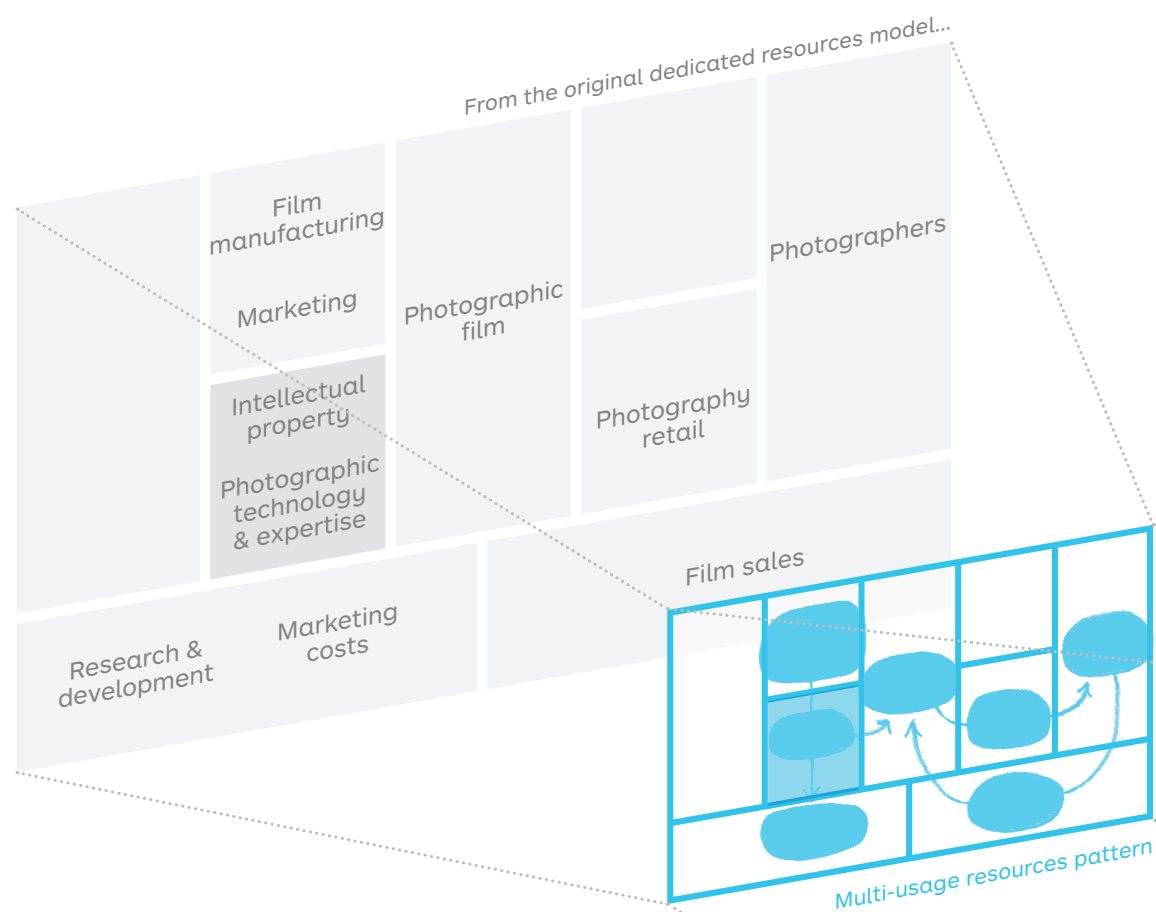 From the original dedicated resources model...
Film
manufacturing
Marketing
Intellectual
property
Photographic
technology
& expertise
Photographic
film
Photography
retail
Photographers
Research &
development
Marketing
costs
Film sales
Multi-usage resources pattern